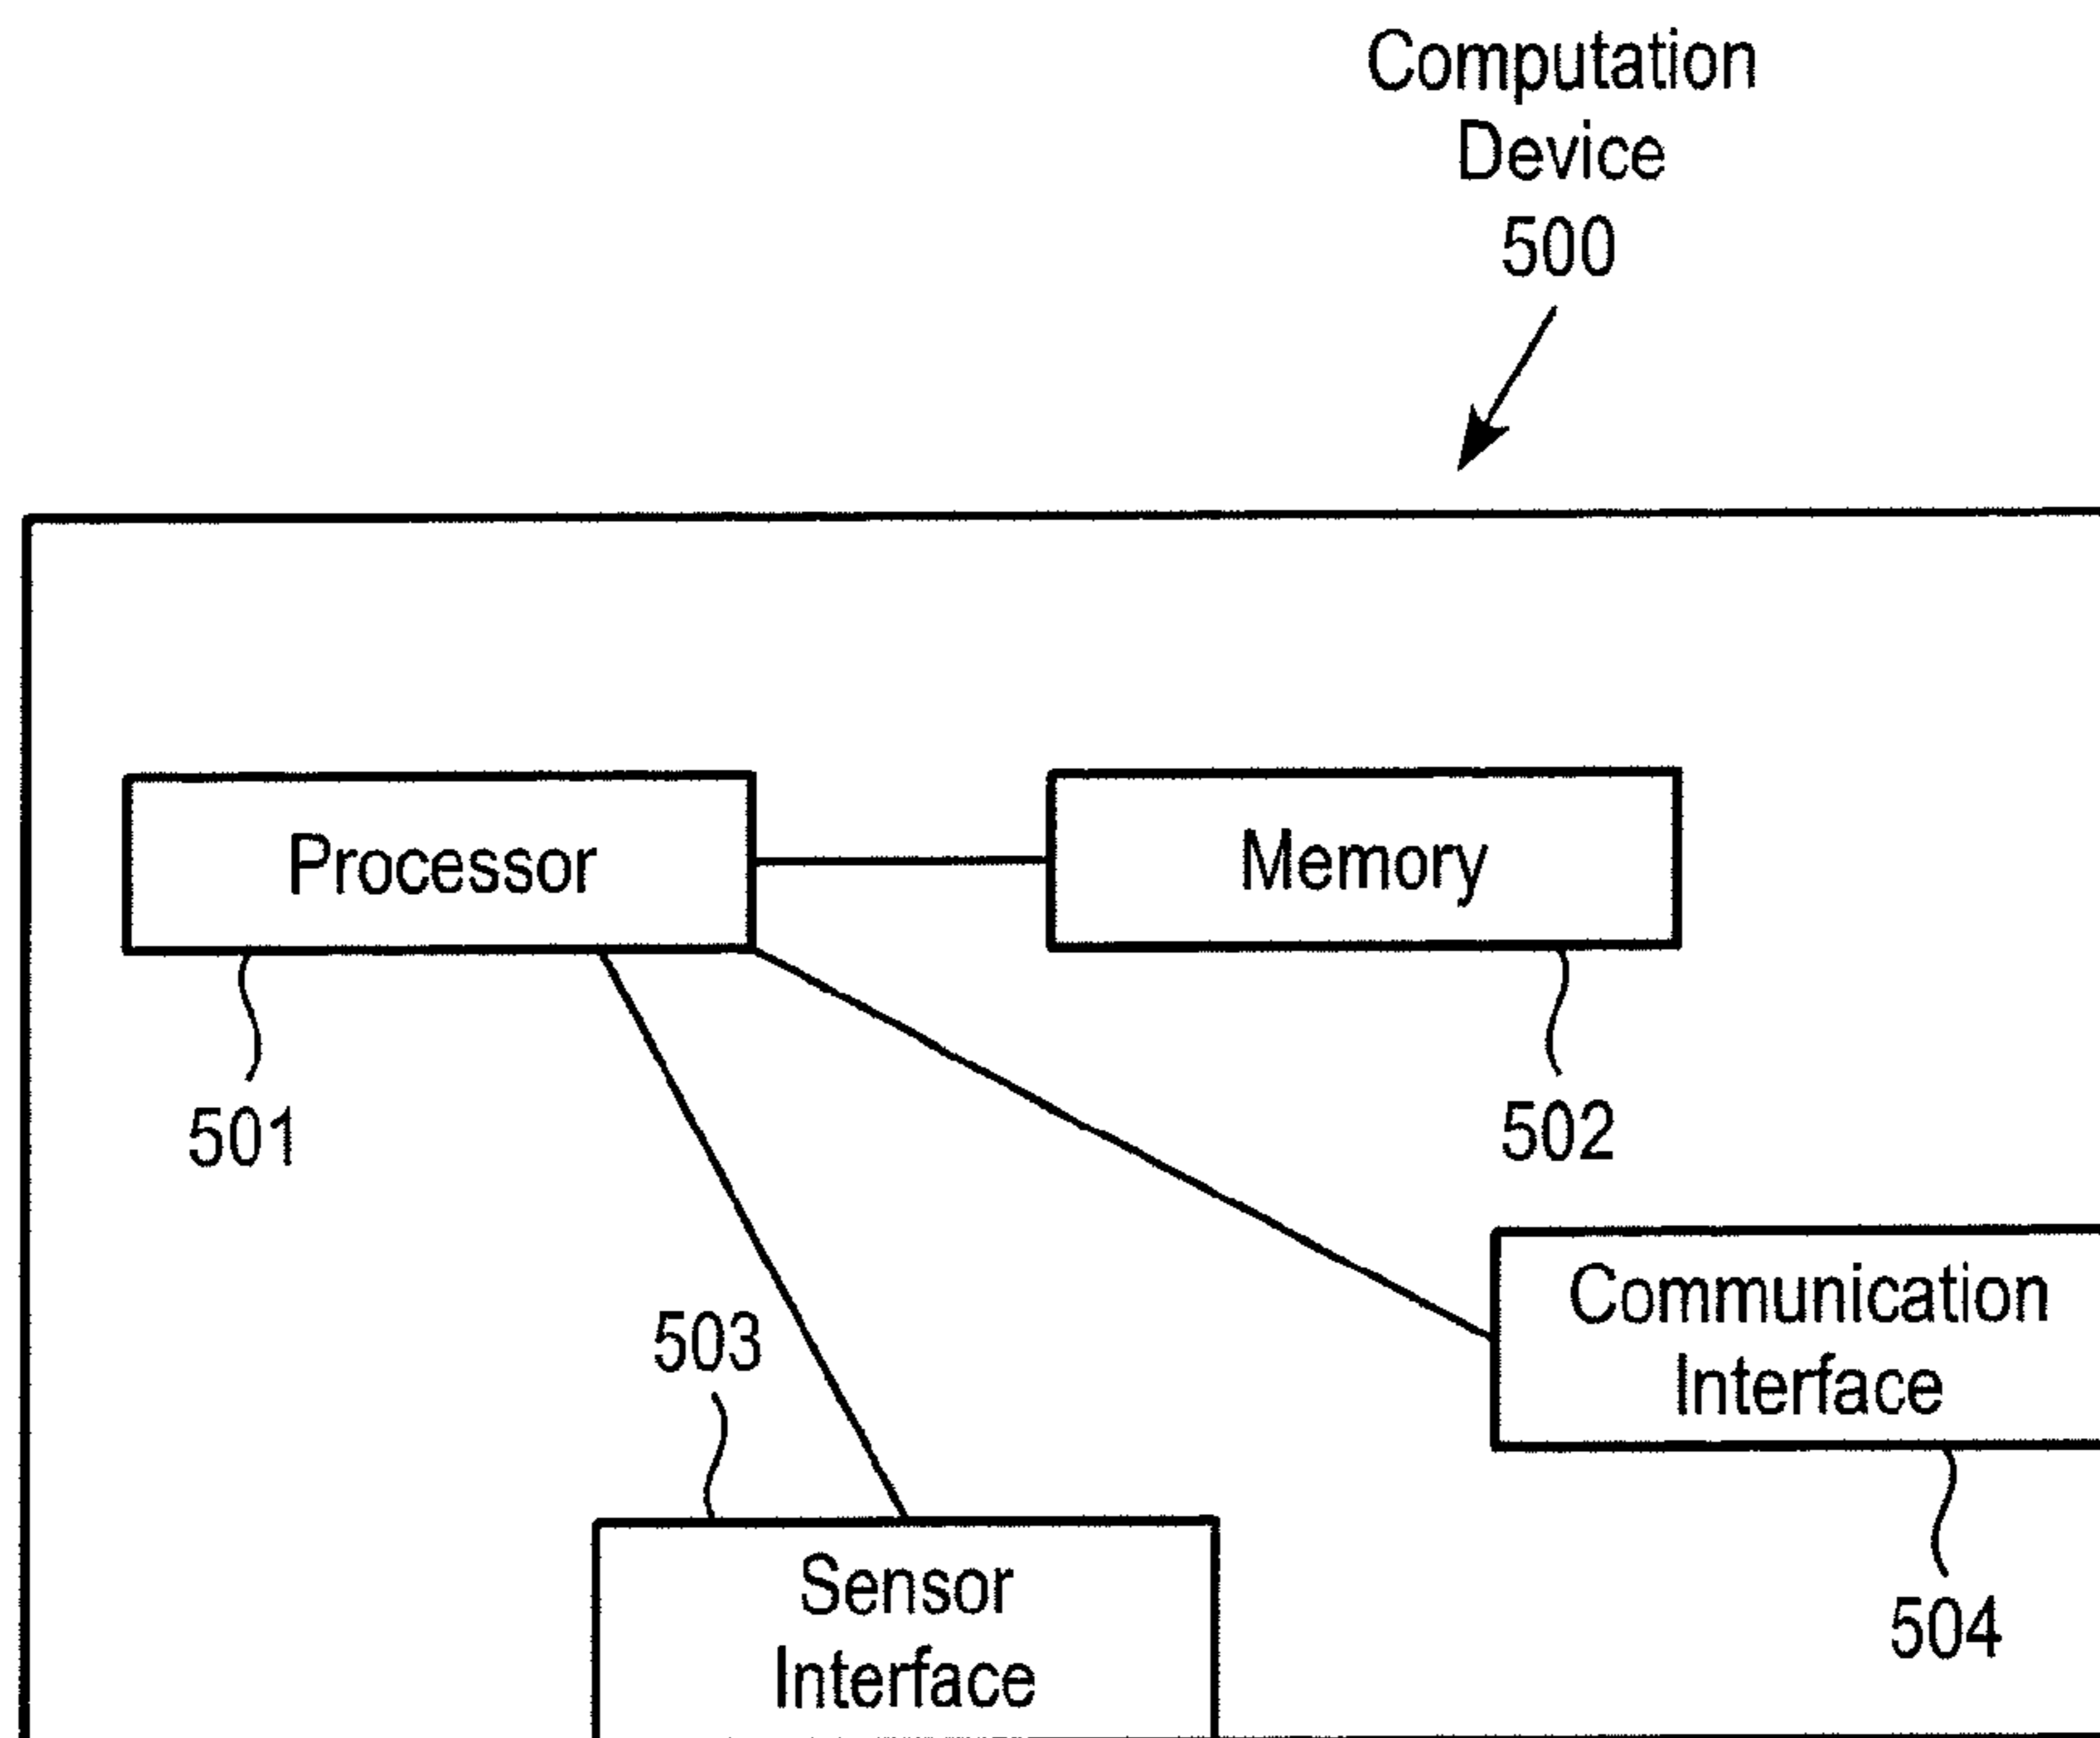 Computation
Device
500
Processor
Memory
501
502
Communication
Interface
503
504
Sensor
Interface